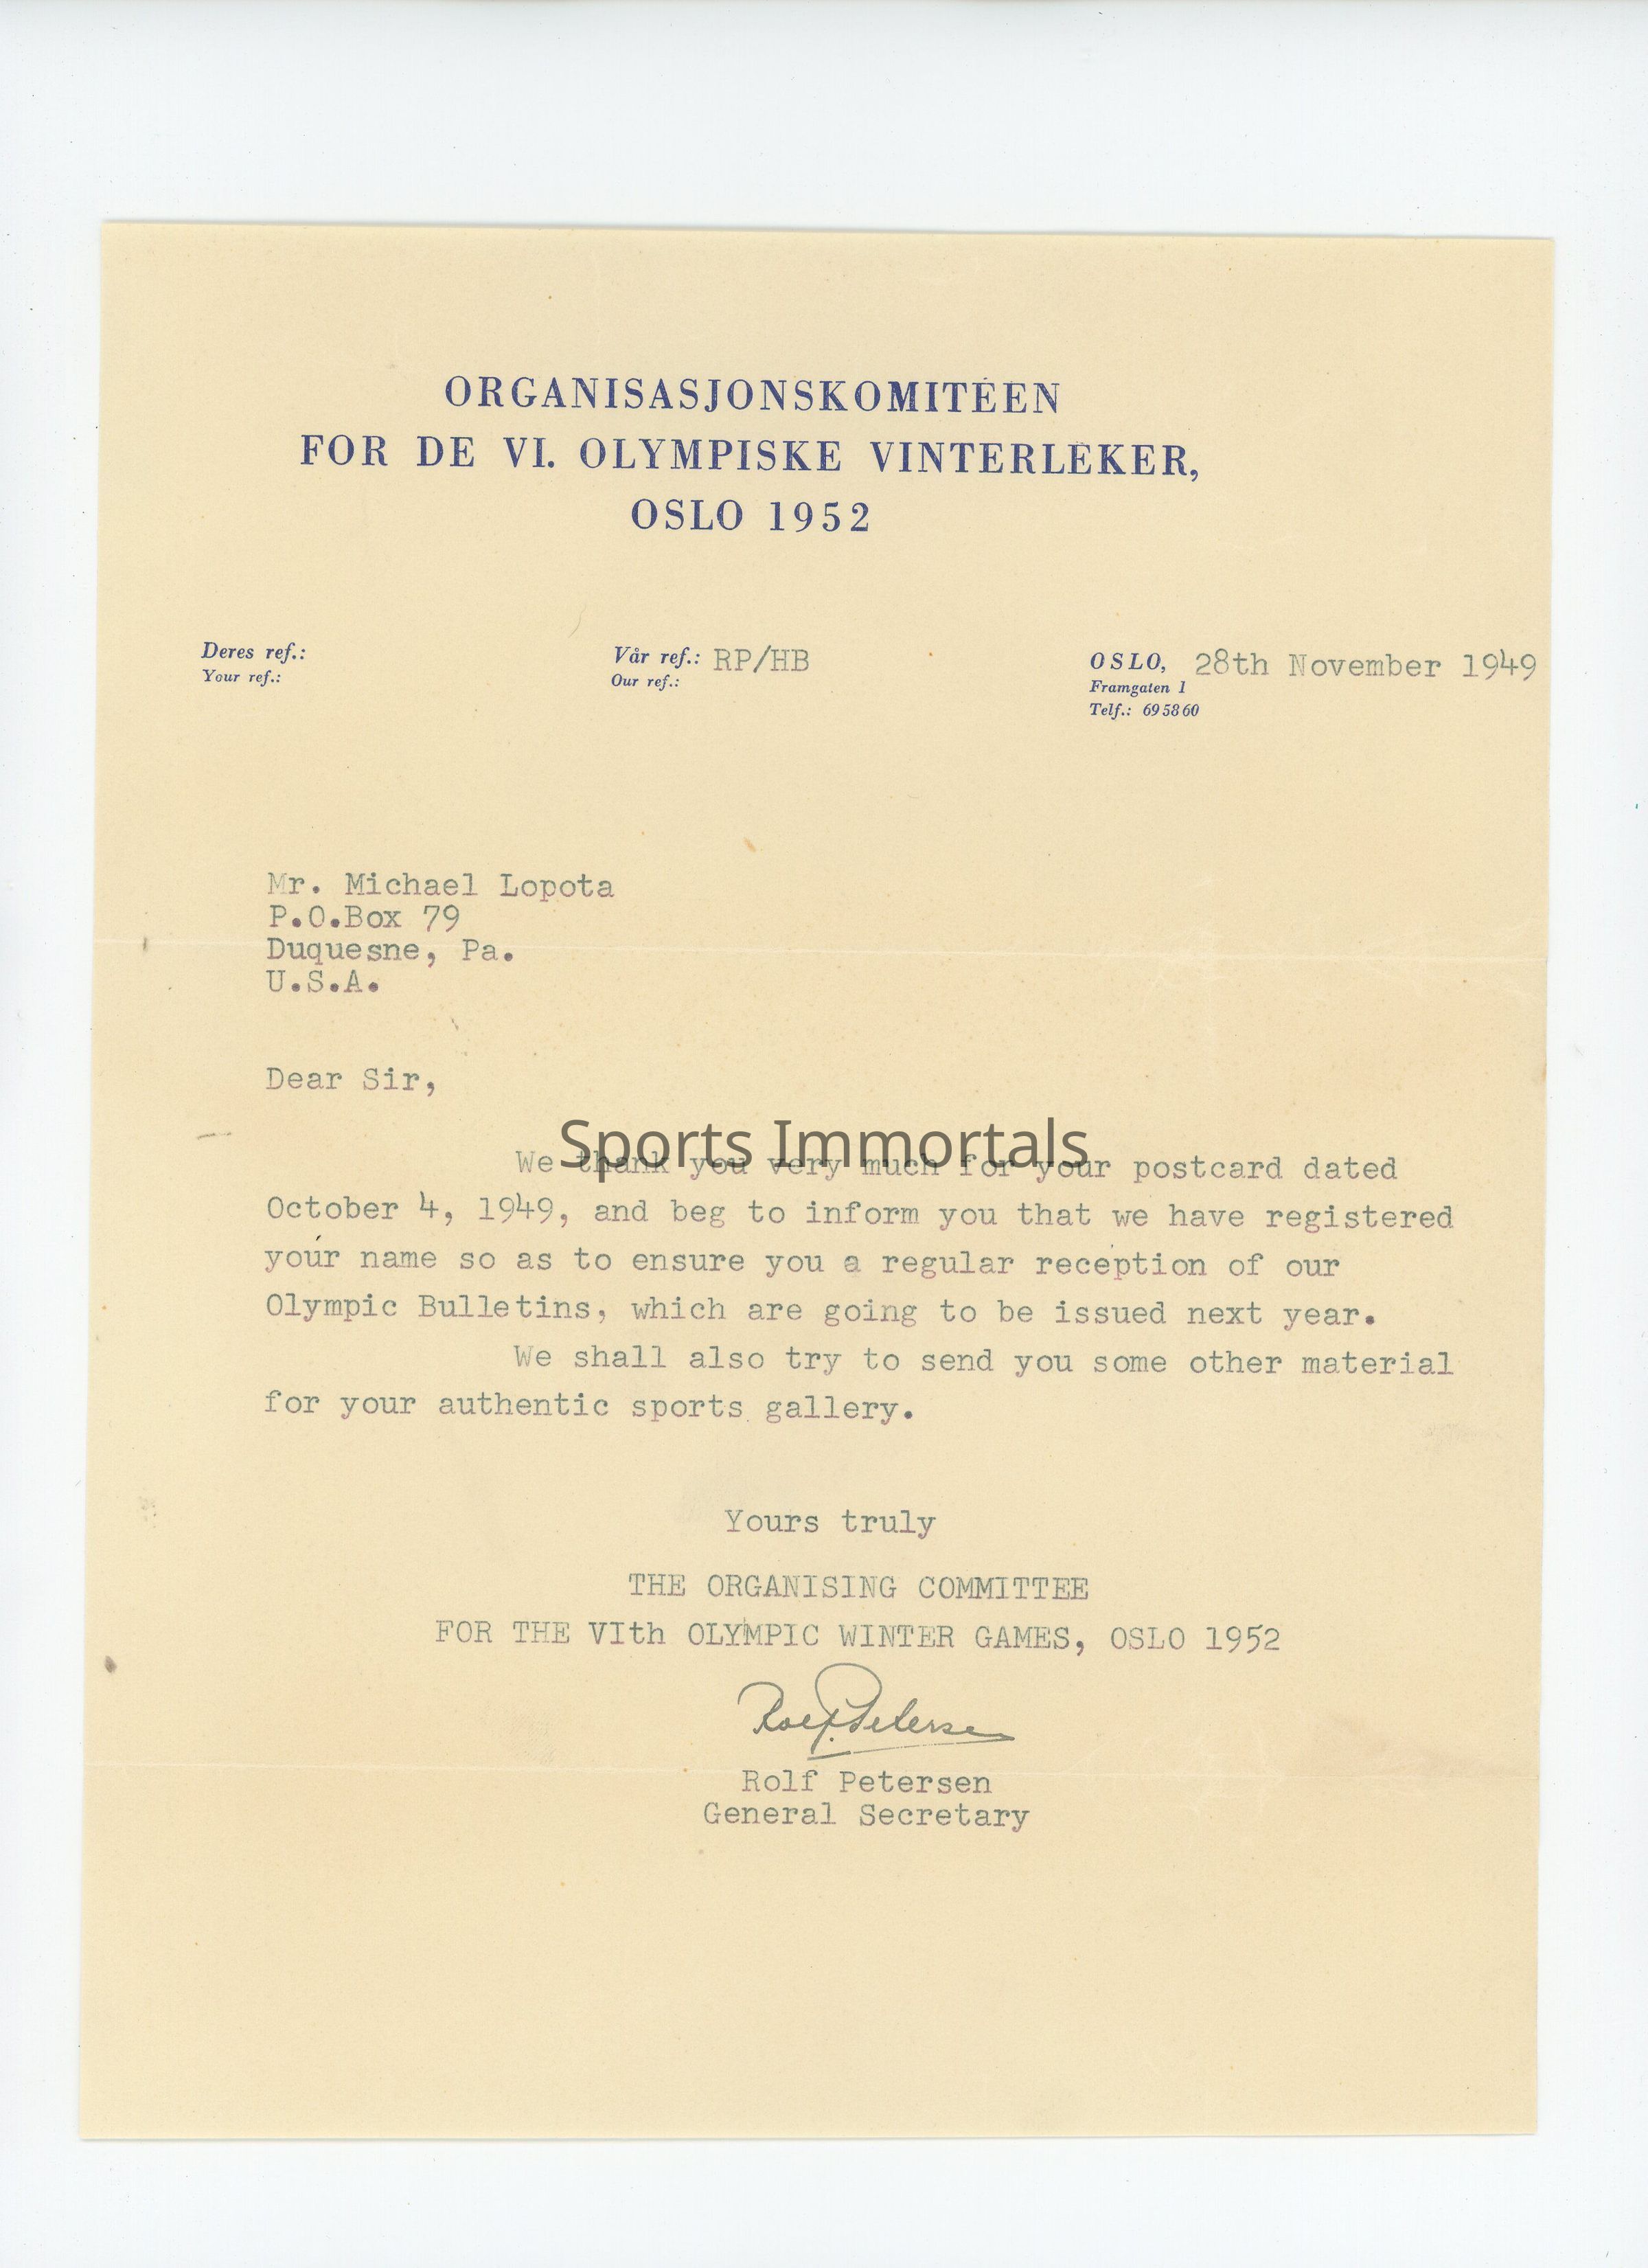 ORGANISASJONSKOMITÉEN
FOR DE VI. OLYMPISKE VINTERLEKER,
OSLO 1952
Deres ref.:
Your ref.:
Vår ref.: RP/HB
Our ref.:
OSLO, 28th November 1949
Framgaten 1
Telf.: 695860
Mr. Michael Lopota
P.O.Box 79
Duquesne, Pa.
U.S.A.
Dear Sir,
Sports Immortals
We thank you very much for your postcard dated
October 4, 1949, and beg to inform you that we have registered
your name so as to ensure you a regular reception of our
Olympic Bulletins, which are going to be issued next year.
We shall also try to send you some other material
for your authentic sports gallery.
Yours truly
THE ORGANISING COMMITTEE
FOR THE VIth OLYMPIC WINTER GAMES, OSLO 1952
Rolf Petersen
Rolf Petersen
General Secretary